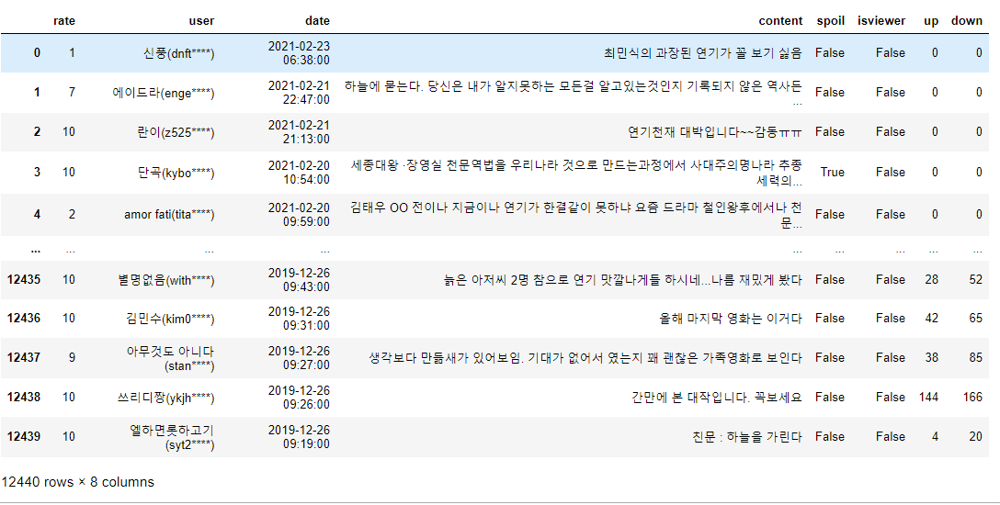 rate user date content spoil isviewer up down
0 1 신풍(dnft****) 2021-02-23 06:38:00 최민식의 과장된 연기가 꼴 보기 싫음 False False 0 0
1 7 에이드라(enge****) 2021-02-21 22:47:00 하늘에 묻는다. 당신은 내가 알지못하는 모든걸 알고있는것인지 기록되지 않은 역사든 ... False False 0 0
2 10 란이(z525****) 2021-02-21 21:13:00 연기천재 대박입니다~~감동ㅠㅠ False False 0 0
3 10 단곡(kybo****) 2021-02-20 10:54:00 세종대왕 ·장영실 천문역법을 우리나라 것으로 만드는과정에서 사대주의명나라 추종 세력의... True False 0 0
4 2 amor fati(tita****) 2021-02-20 09:59:00 김태우 OO 전이나 지금이나 연기가 한결같이 못하냐 요즘 드라마 철인왕후에서나 천 문... False False 0 0
... ... ... ... ... ... ... ... ...
12435 10 별명없음(with****) 2019-12-26 09:43:00 늙은 아저씨 2명 참으로 연기 맛깔나게들 하시네...나름 재밌게 봤다 False False 28 52
12436 10 김민수(kim0****) 2019-12-26 09:31:00 올해 마지막 영화는 이거다 False False 42 65
12437 9 아무것도 아니다(stan****) 2019-12-26 09:27:00 생각보다 만듦새가 있어보임. 기대가 없어서 였는지 꽤 괜찮은 가족영화로 보인다 False False 38 85
12438 10 쓰리디짱(ykjh****) 2019-12-26 09:26:00 간만에 본 대작입니다. 꼭보세요 False False 144 166
12439 10 엘하면롯하고기(syt2****) 2019-12-26 09:19:00 친문 : 하늘을 가린다 False False 4 20
12440 rows × 8 columns